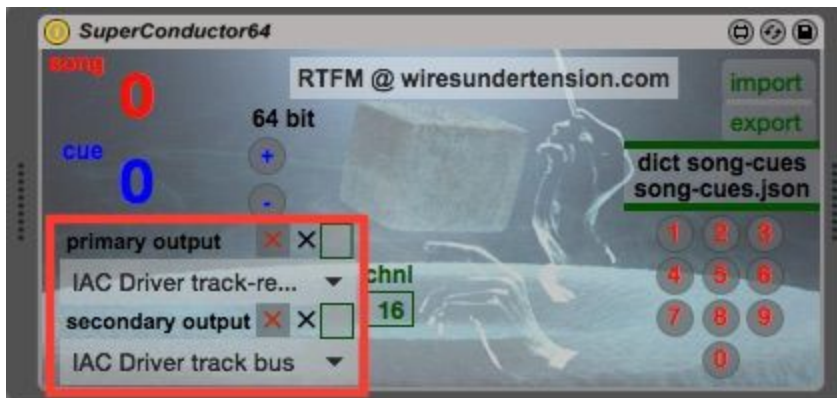 SuperConductor64
song
0
RTFM @ wiresundertension.com
import
export
64 bit
cue
0
+
-
dict song-cues
song-cues.json
primary output
IAC Driver track-re...
secondary output
IAC Driver track bus
16
1 2 3
4 5 6
7 8 9
0